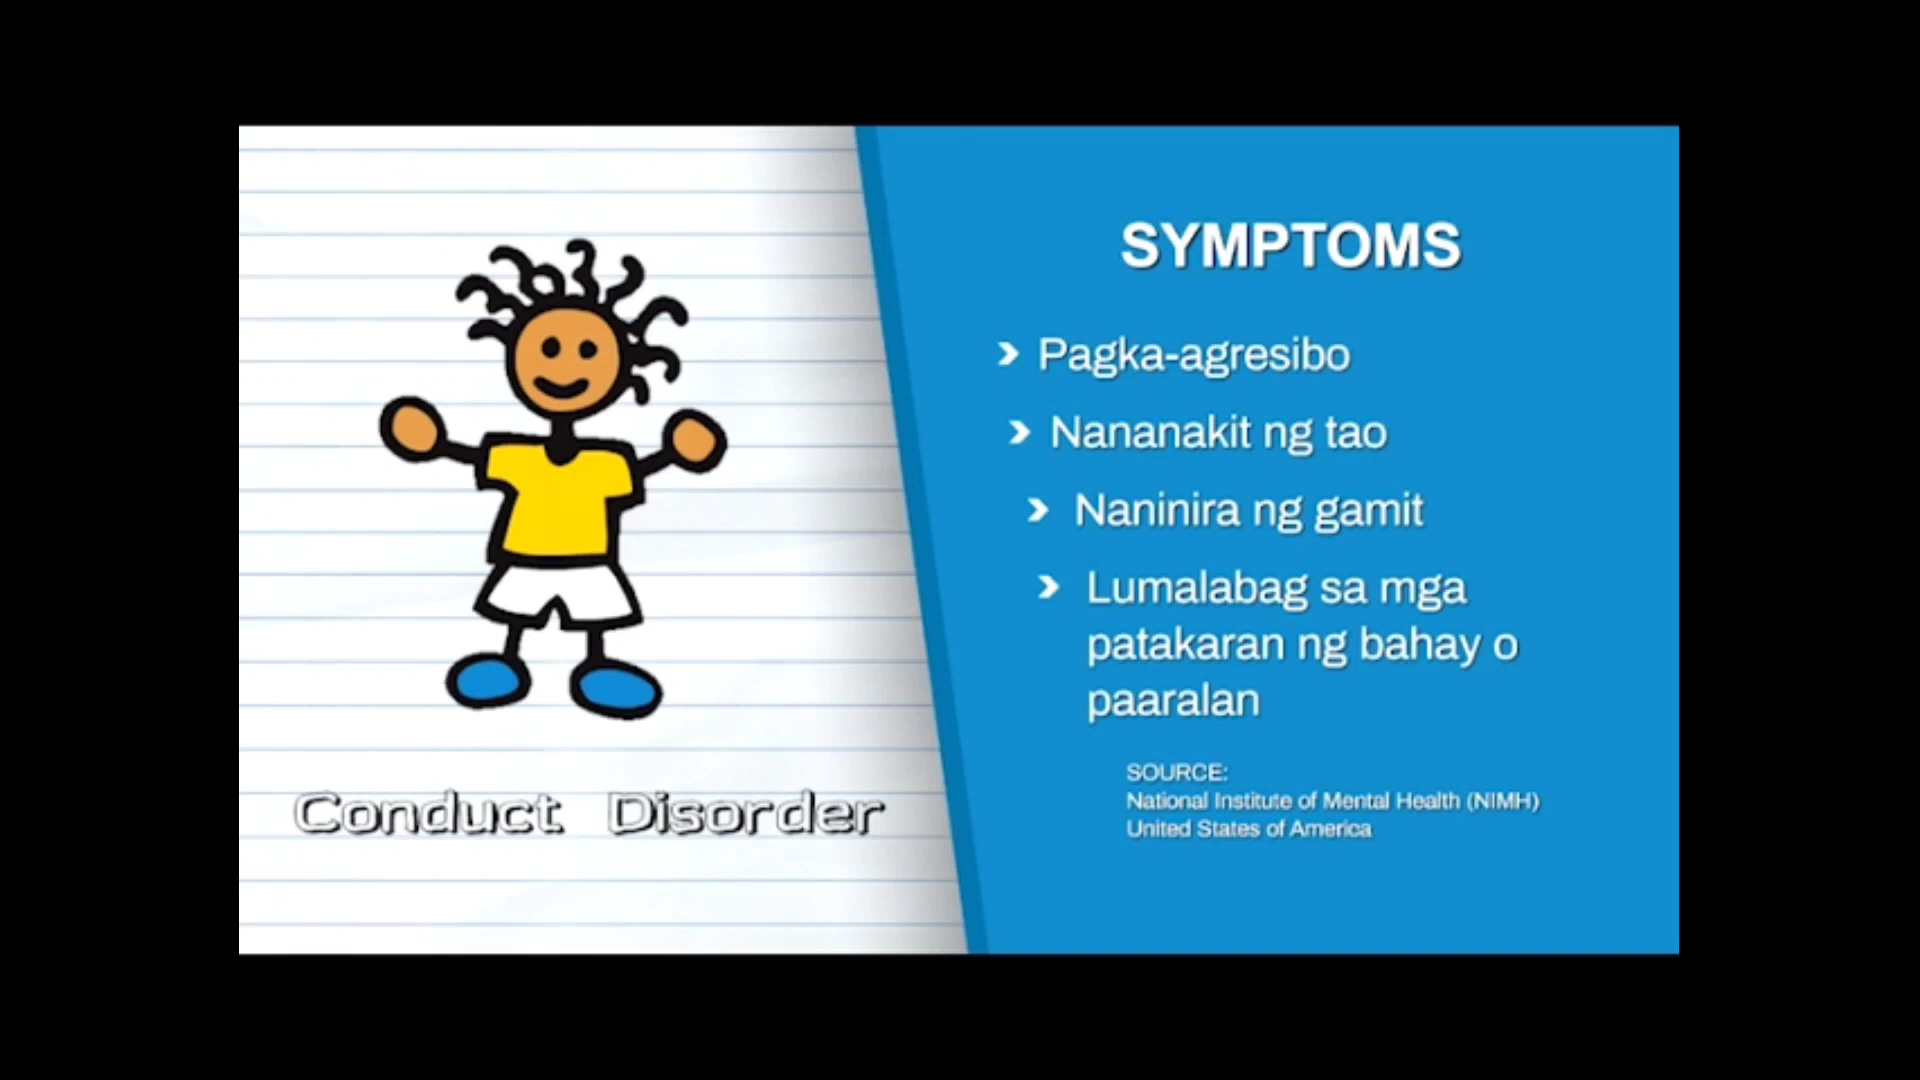 Conduct Disorder
SYMPTOMS
Pagka-agresibo
Nananakit ng tao
Naninira ng gamit
Lumalabag sa mga
patakaran ng bahay o
paaralan
SOURCE:
National Institute of Mental Health (NIMH)
United States of America